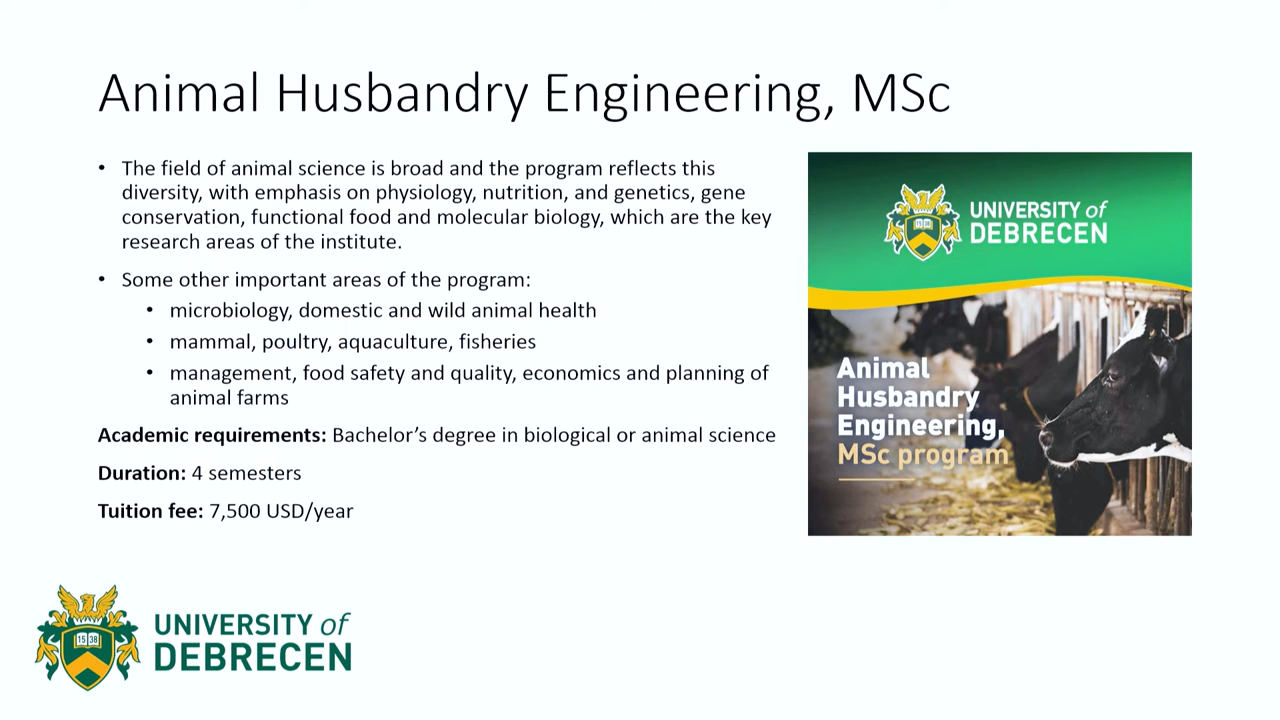 Animal Husbandry Engineering, MSc
• The field of animal science is broad and the program reflects this
diversity, with emphasis on physiology, nutrition, and genetics, gene
conservation, functional food and molecular biology, which are the key
research areas of the institute.
• Some other important areas of the program:
• microbiology, domestic and wild animal health
• mammal, poultry, aquaculture, fisheries
• management, food safety and quality, economics and planning of
animal farms
Academic requirements: Bachelor’s degree in biological or animal science
Duration: 4 semesters
Tuition fee: 7,500 USD/year
UNIVERSITY of
DEBRECEN
Animal
Husbandry
Engineering,
MSc program
15 38
UNIVERSITY of
DEBRECEN